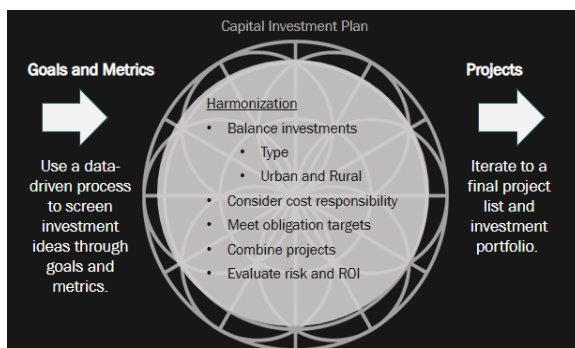 Capital Investment Plan
Goals and Metrics
Use a data-
driven process
to screen
investment
ideas through
goals and
metrics.
Harmonization
• Balance investments
• Type
• Urban and Rural
• Consider cost responsibility
• Meet obligation targets
• Combine projects
• Evaluate risk and ROI
Projects
Iterate to a
final project
list and
investment
portfolio.